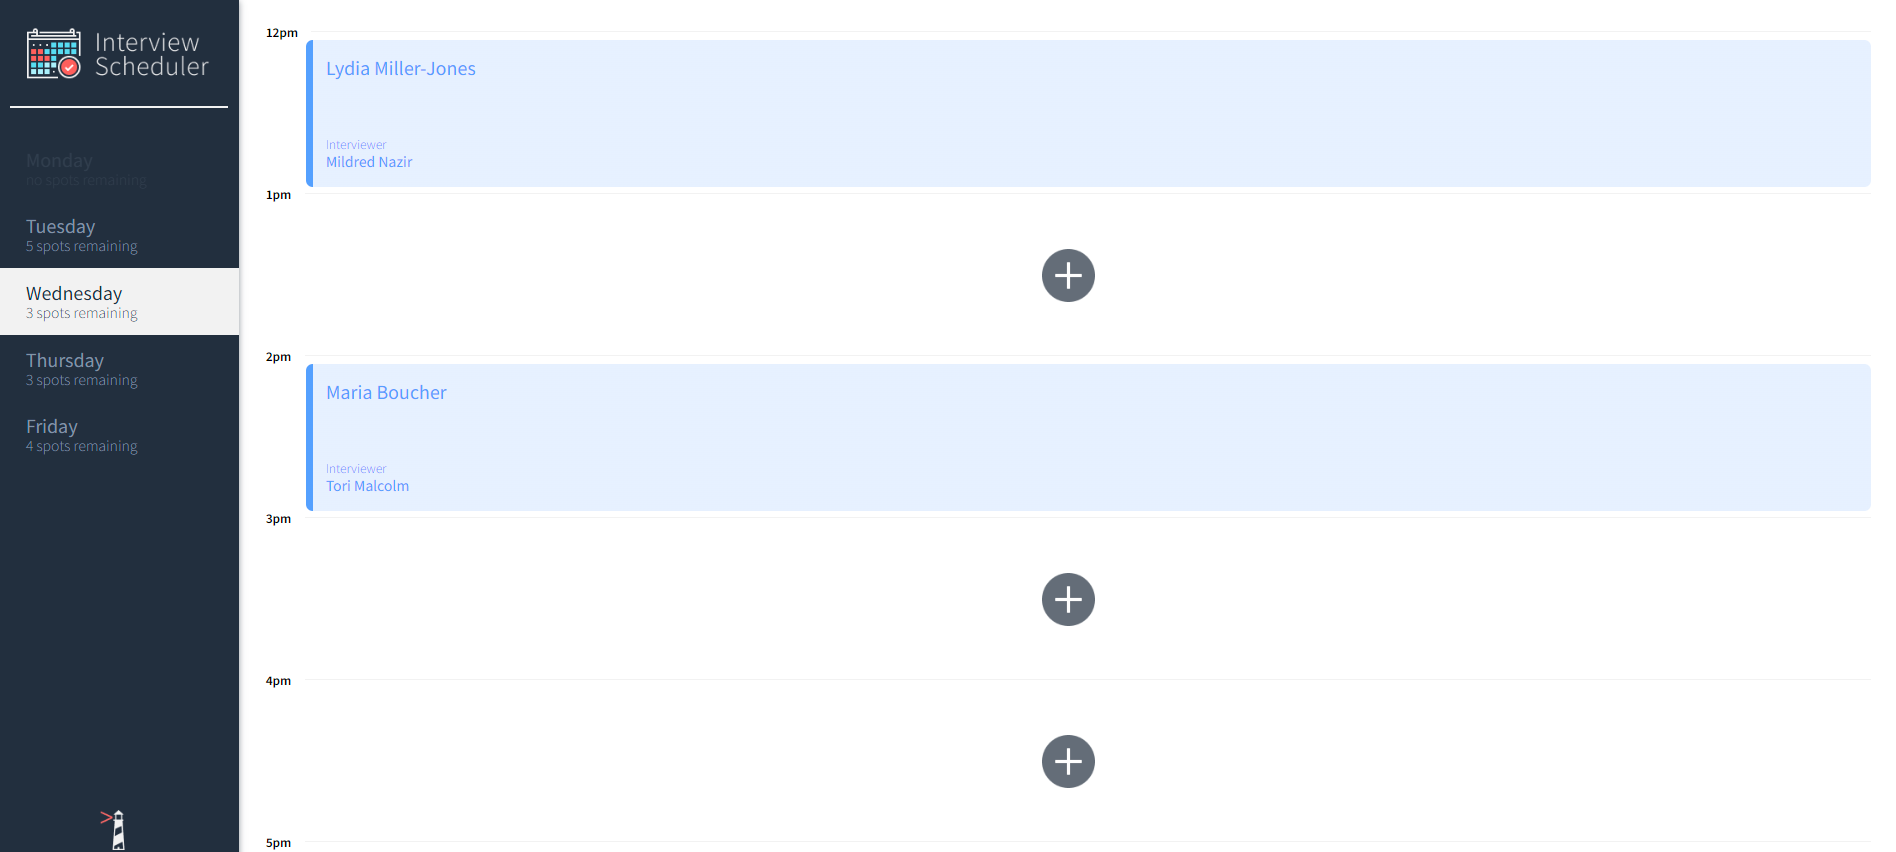 Interview
Scheduler
Monday
no spots remaining
Tuesday
5 spots remaining
Wednesday
3 spots remaining
Thursday
3 spots remaining
Friday
4 spots remaining
>
12pm
Lydia Miller-Jones
Interviewer
Mildred Nazir
1pm
2pm
Maria Boucher
Interviewer
Tori Malcolm
3pm
4pm
5pm